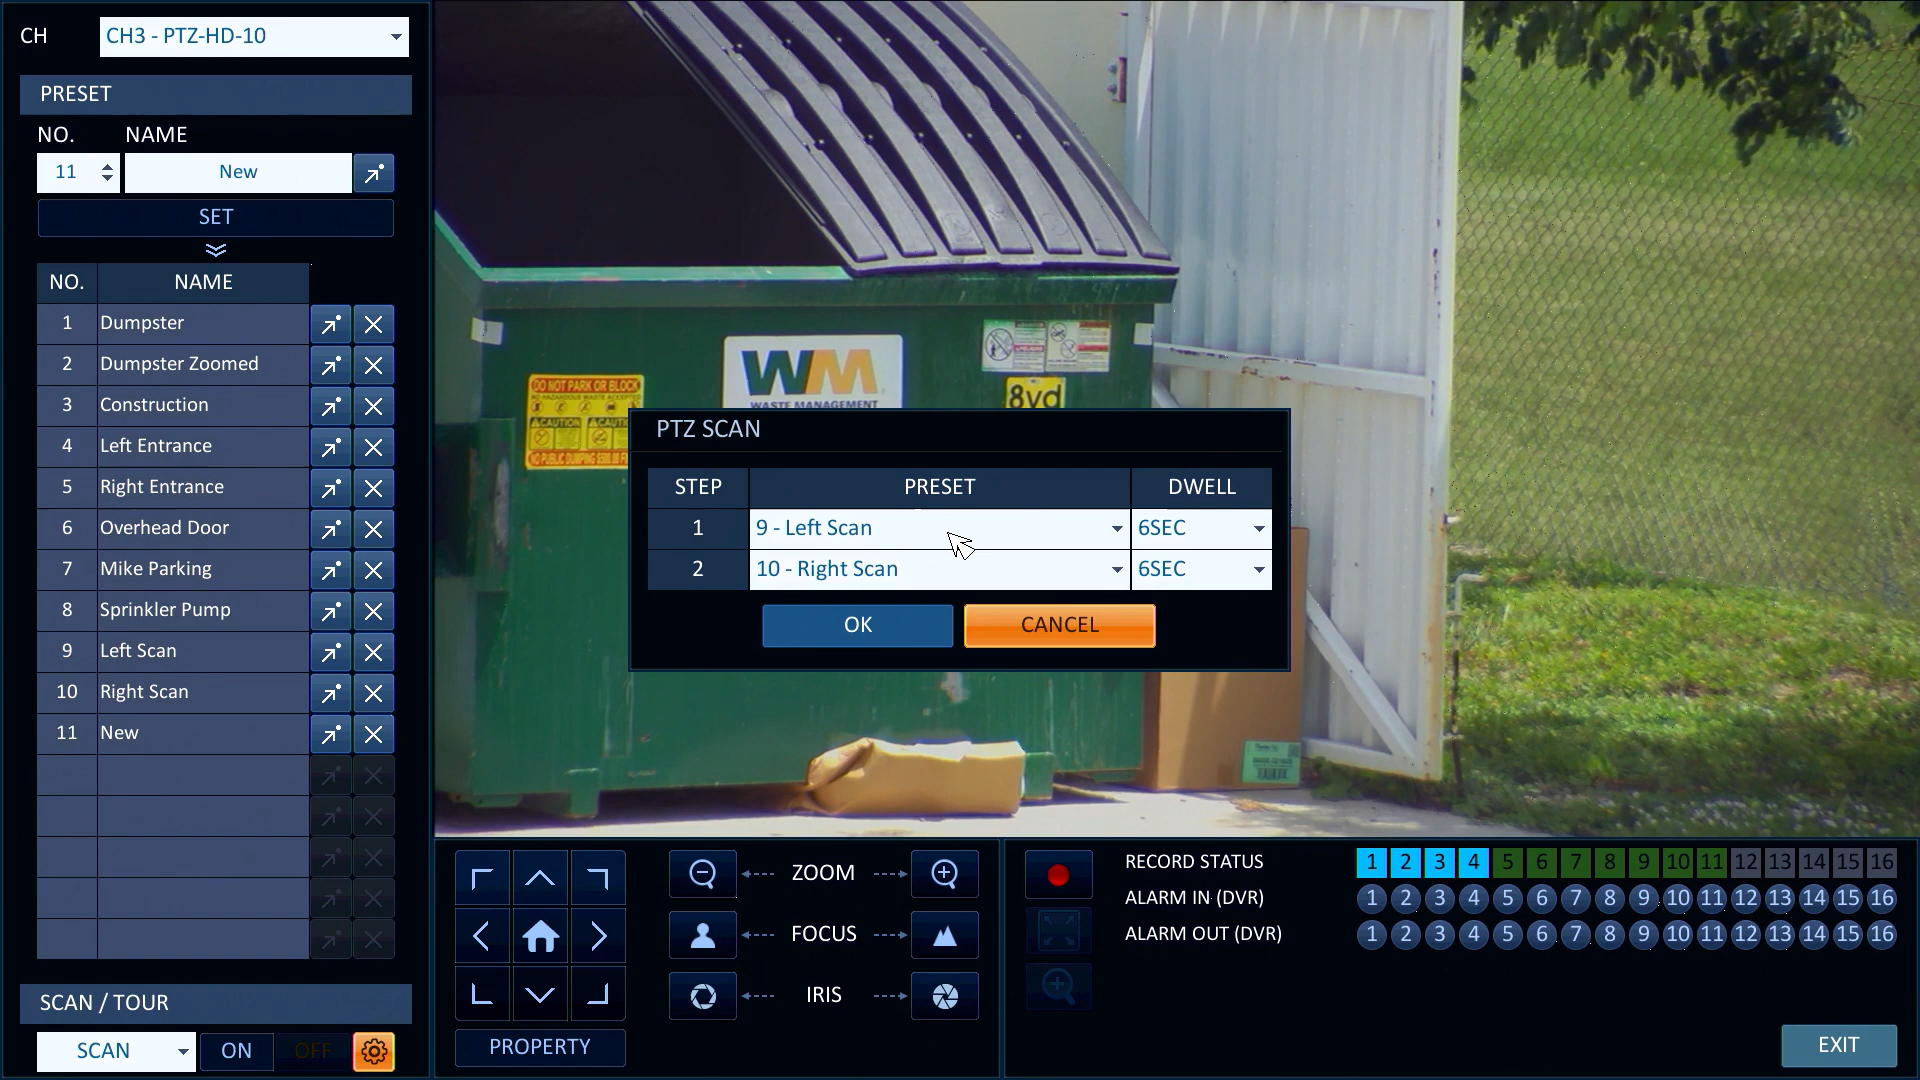 CH CH3 - PTZ-HD-10
PRESET
NO. NAME
11 New
SET
NO. NAME
1 Dumpster
2 Dumpster Zoomed
3 Construction
4 Left Entrance
5 Right Entrance
6 Overhead Door
7 Mike Parking
8 Sprinkler Pump
9 Left Scan
10 Right Scan
11 New
SCAN / TOUR
SCAN ON OFF
DO NOT PARK OR BLOCK
CAUTION
WM
WASTE MANAGEMENT
8yd
PTZ SCAN
STEP PRESET DWELL
1 9 - Left Scan 6SEC
2 10 - Right Scan 6SEC
OK CANCEL
ZOOM
FOCUS
IRIS
PROPERTY
RECORD STATUS 1 2 3 4 5 6 7 8 9 10 11 12 13 14 15 16
ALARM IN (DVR) 1 2 3 4 5 6 7 8 9 10 11 12 13 14 15 16
ALARM OUT (DVR) 1 2 3 4 5 6 7 8 9 10 11 12 13 14 15 16
EXIT